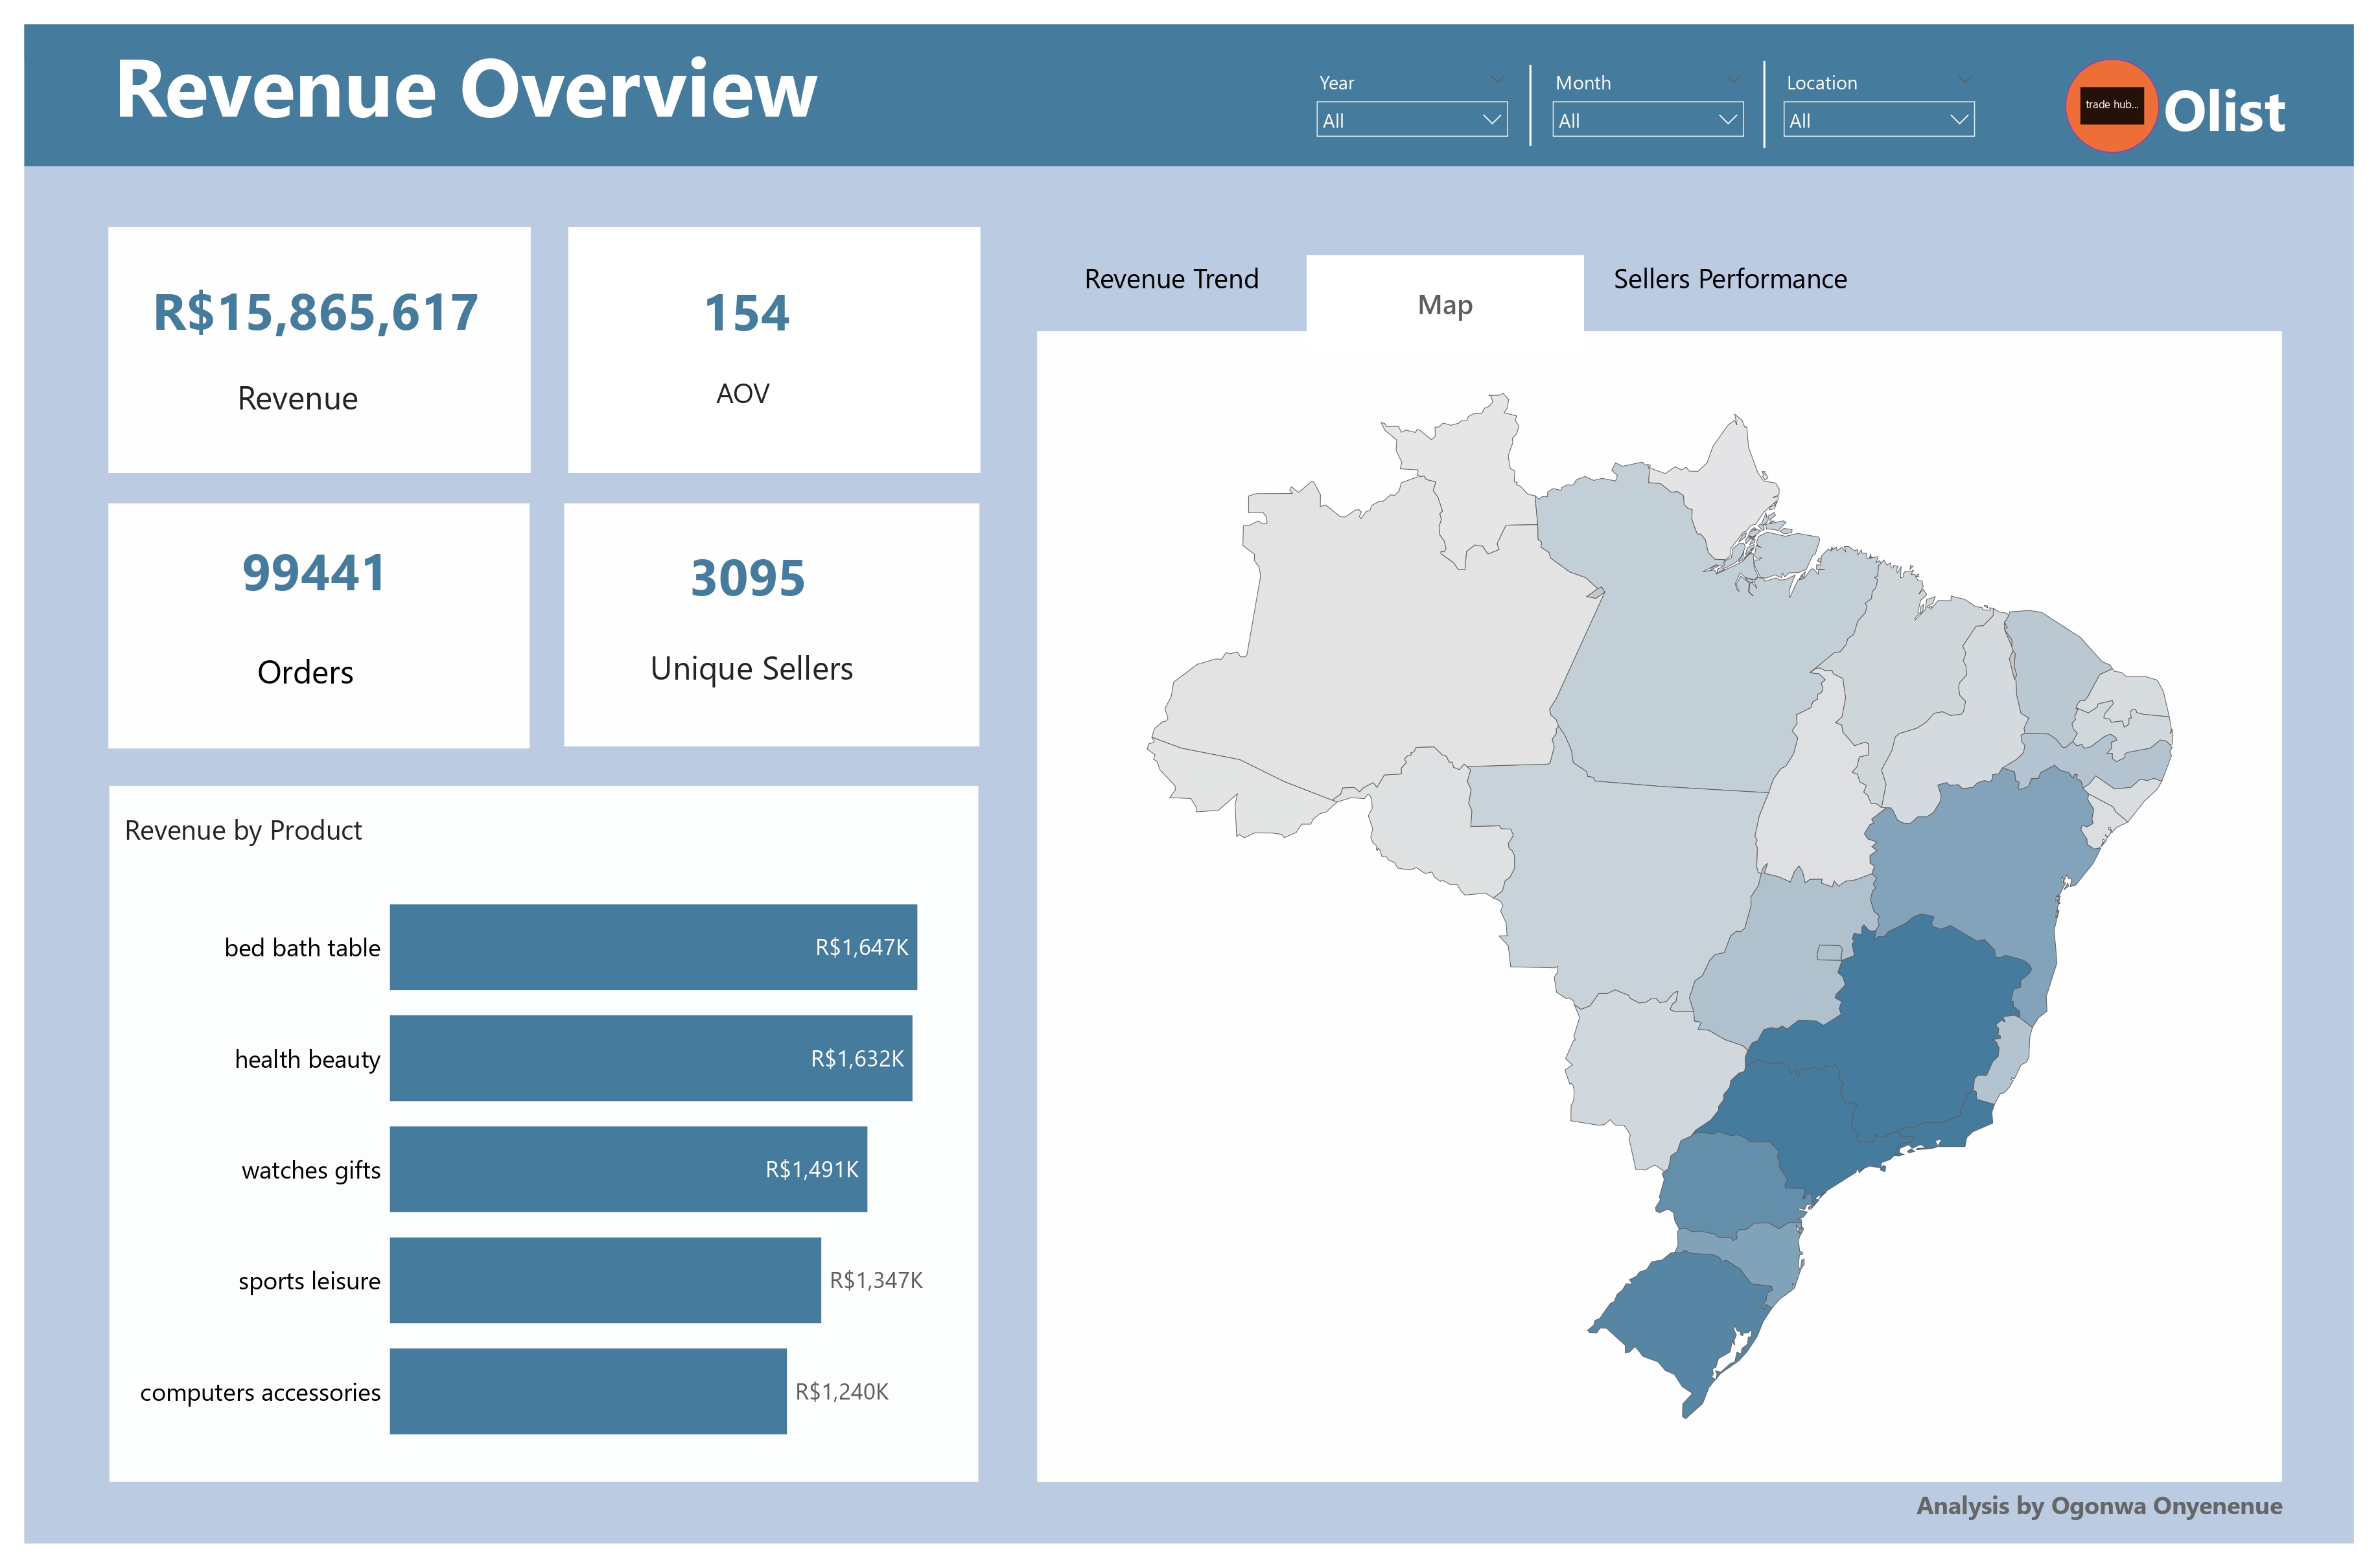 Revenue Overview
Year
All
Month
All
Location
All
trade hub...
Olist
R$15,865,617
Revenue
154
AOV
99441
Orders
3095
Unique Sellers
Revenue by Product
bed bath table R$1,647K
health beauty R$1,632K
watches gifts R$1,491K
sports leisure R$1,347K
computers accessories R$1,240K
Revenue Trend
Map
Sellers Performance
Analysis by Ogonwa Onyenenue